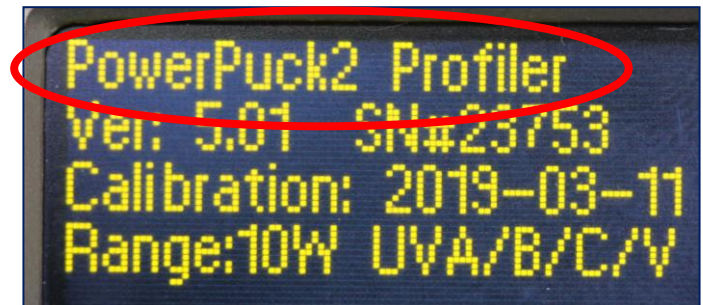 PowerPuck2 Profiler
Ver: 5.01 SN#23753
Calibration: 2019-03-11
Range:10W UVA/B/C/V